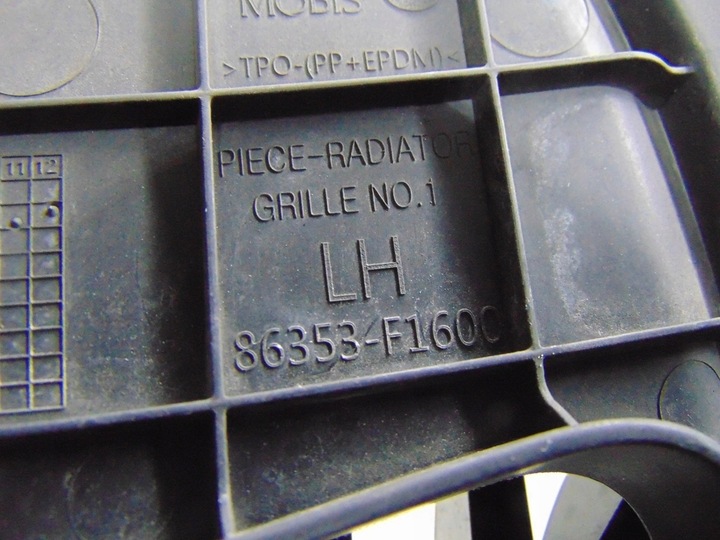 MOBIS
>TPO-(PP+EPDM)<
11 12
PIECE-RADIATOR
GRILLE NO.1
LH
86353-F1600